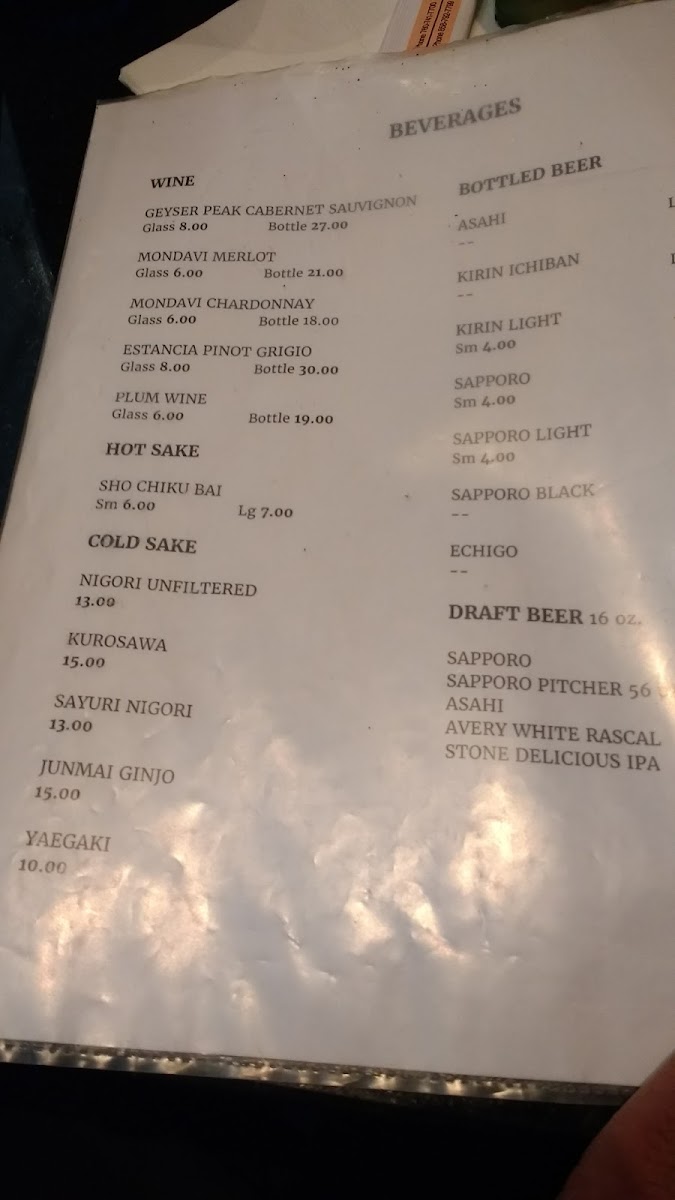 BEVERAGES
WINE
GEYSER PEAK CABERNET SAUVIGNON
Glass 8.00 Bottle 27.00
MONDAVI MERLOT
Glass 6.00 Bottle 21.00
MONDAVI CHARDONNAY
Glass 6.00 Bottle 18.00
ESTANCIA PINOT GRIGIO
Glass 8.00 Bottle 30.00
PLUM WINE
Glass 6.00 Bottle 19.00
HOT SAKE
SHO CHIKU BAI
Sm 6.00 Lg 7.00
COLD SAKE
NIGORI UNFILTERED
13.00
KUROSAWA
15.00
SAYURI NIGORI
13.00
JUNMAI GINJO
15.00
YAEGAKI
10.00
BOTTLED BEER
ASAHI
--
KIRIN ICHIBAN
--
KIRIN LIGHT
Sm 4.00
SAPPORO
Sm 4.00
SAPPORO LIGHT
Sm 4.00
SAPPORO BLACK
--
ECHIGO
--
DRAFT BEER 16 oz.
SAPPORO
SAPPORO PITCHER 56
ASAHI
AVERY WHITE RASCAL
STONE DELICIOUS IPA